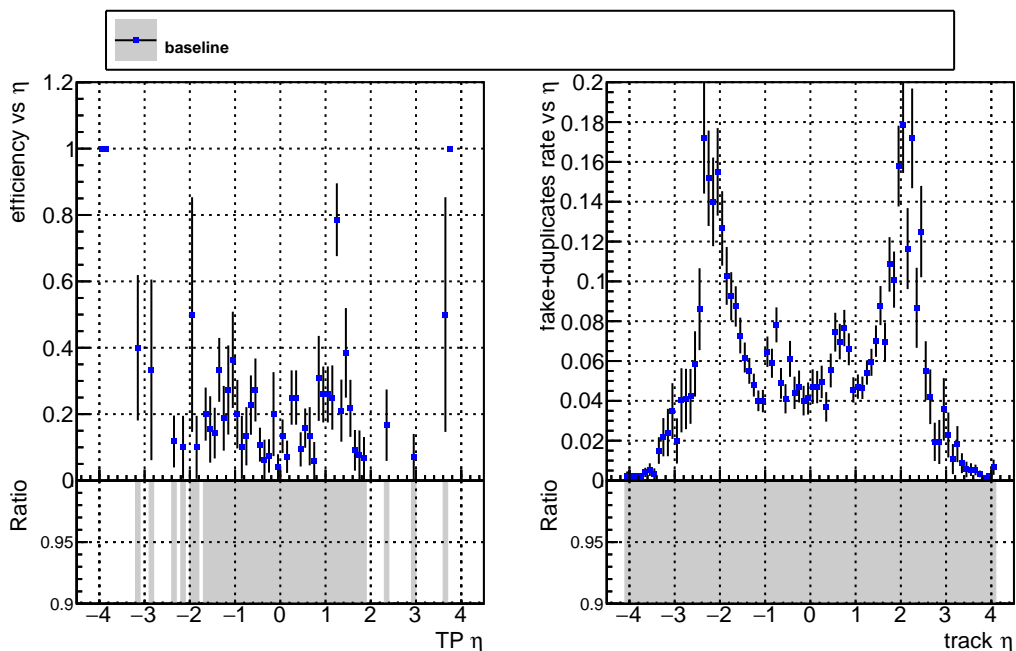 baseline
efficiency vs η
1.2
1
0.8
0.6
0.4
0.2
0
Ratio
0.95
0.9
−4 −3 −2 −1 0 1 2 3 4
TP η
fake+duplicates rate vs η
0.2
0.18
0.16
0.14
0.12
0.1
0.08
0.06
0.04
0.02
0
Ratio
0.95
0.9
−4 −3 −2 −1 0 1 2 3 4
track η